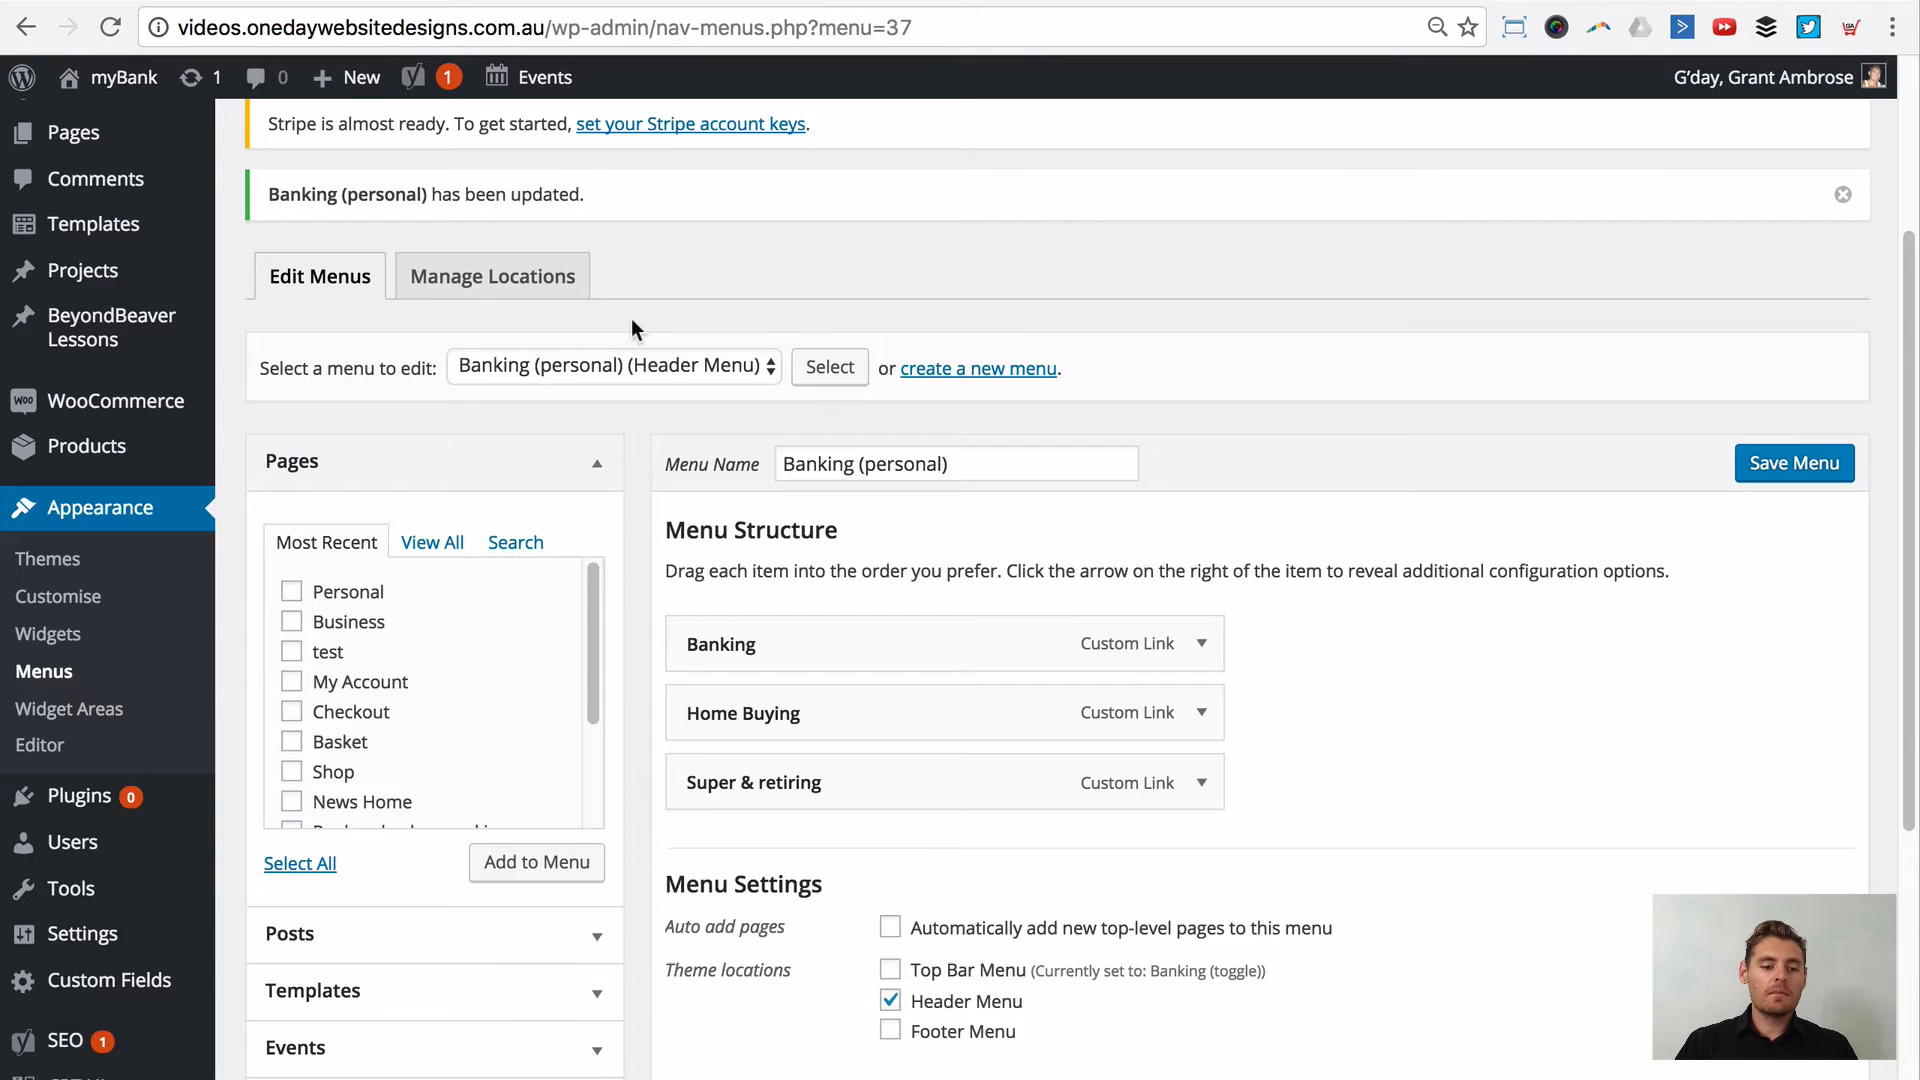 videos.onedaywebsitedesigns.com.au/wp-admin/nav-menus.php?menu=37
myBank 1 0 New 1 Events G'day, Grant Ambrose
Pages
Comments
Templates
Projects
BeyondBeaver
Lessons
WooCommerce
Products
Appearance
Themes
Customise
Widgets
Menus
Widget Areas
Editor
Plugins 0
Users
Tools
Settings
Custom Fields
SEO 1
Stripe is almost ready. To get started, set your Stripe account keys.
Banking (personal) has been updated.
Edit Menus Manage Locations
Select a menu to edit: Banking (personal) (Header Menu) Select or create a new menu.
Pages
Most Recent View All Search
Personal
Business
test
My Account
Checkout
Basket
Shop
News Home
Select All Add to Menu
Posts
Templates
Events
Menu Name Banking (personal) Save Menu
Menu Structure
Drag each item into the order you prefer. Click the arrow on the right of the item to reveal additional configuration options.
Banking Custom Link
Home Buying Custom Link
Super & retiring Custom Link
Menu Settings
Auto add pages Automatically add new top-level pages to this menu
Theme locations Top Bar Menu (Currently set to: Banking (toggle))
Header Menu
Footer Menu